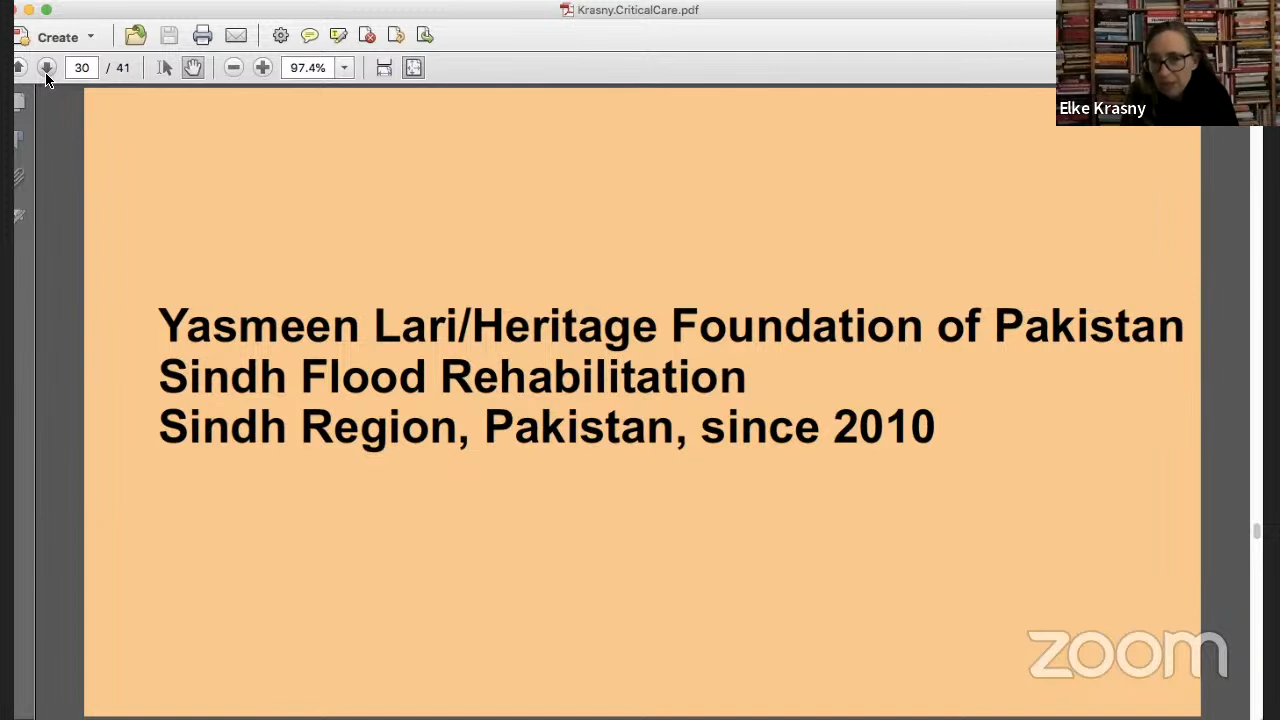 Krasny.CriticalCare.pdf
Create
30 / 41
97.4%
Elke Krasny
Yasmeen Lari/Heritage Foundation of Pakistan
Sindh Flood Rehabilitation
Sindh Region, Pakistan, since 2010
zoom